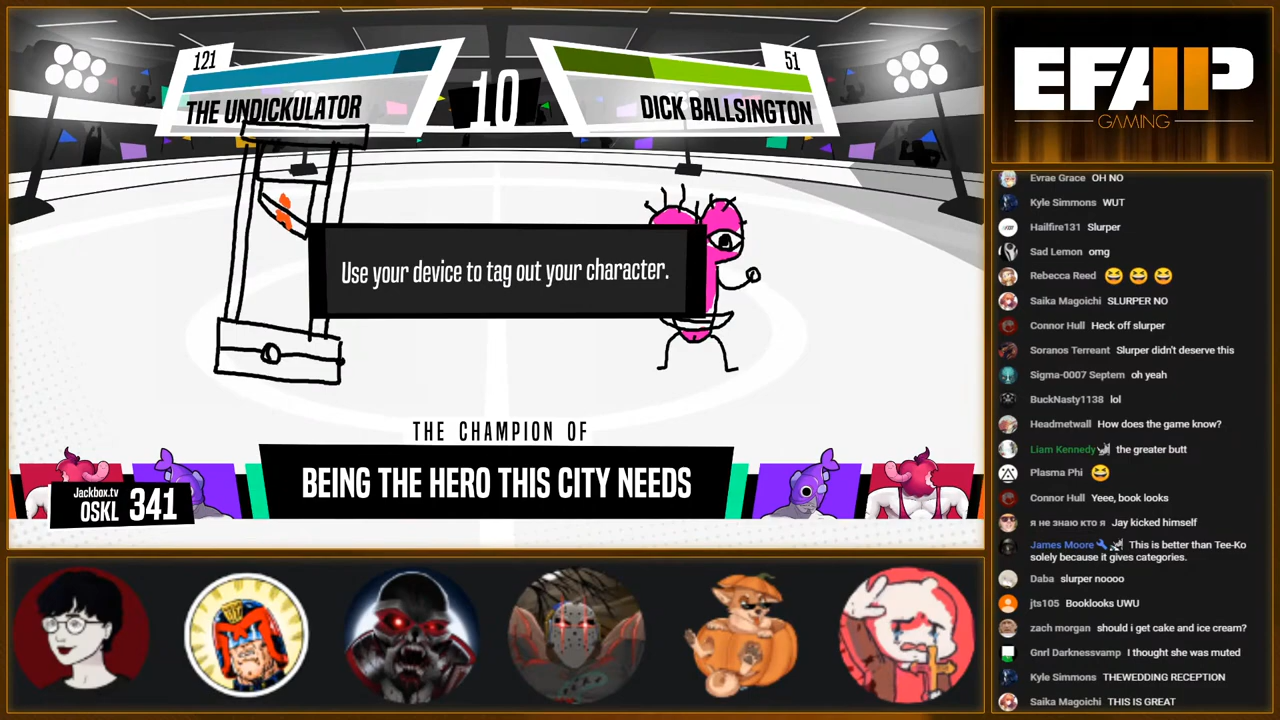 121
THE UNDICKULATOR
10
51
DICK BALLSINGTON
Use your device to tag out your character.
THE CHAMPION OF
BEING THE HERO THIS CITY NEEDS
Jackbox.tv
OSKL 341
EFAP
GAMING
Evrae Grace OH NO
Kyle Simmons WUT
Hailfire131 Slurper
Sad Lemon omg
Rebecca Reed
Saika Magoichi SLURPER NO
Connor Hull Heck off slurper
Soranos Terreant Slurper didn't deserve this
Sigma-0007 Septem oh yeah
BuckNasty1138 lol
Headmetwall How does the game know?
Liam Kennedy the greater butt
Plasma Phi
Connor Hull Yeee, book looks
я не знаю кто я Jay kicked himself
James Moore This is better than Tee-Ko
solely because it gives categories.
Daba slurper noooo
jts105 Booklooks UWU
zach morgan should i get cake and ice cream?
Gnrl Darknessvamp I thought she was muted
Kyle Simmons THEWEDDING RECEPTION
Saika Magoichi THIS IS GREAT